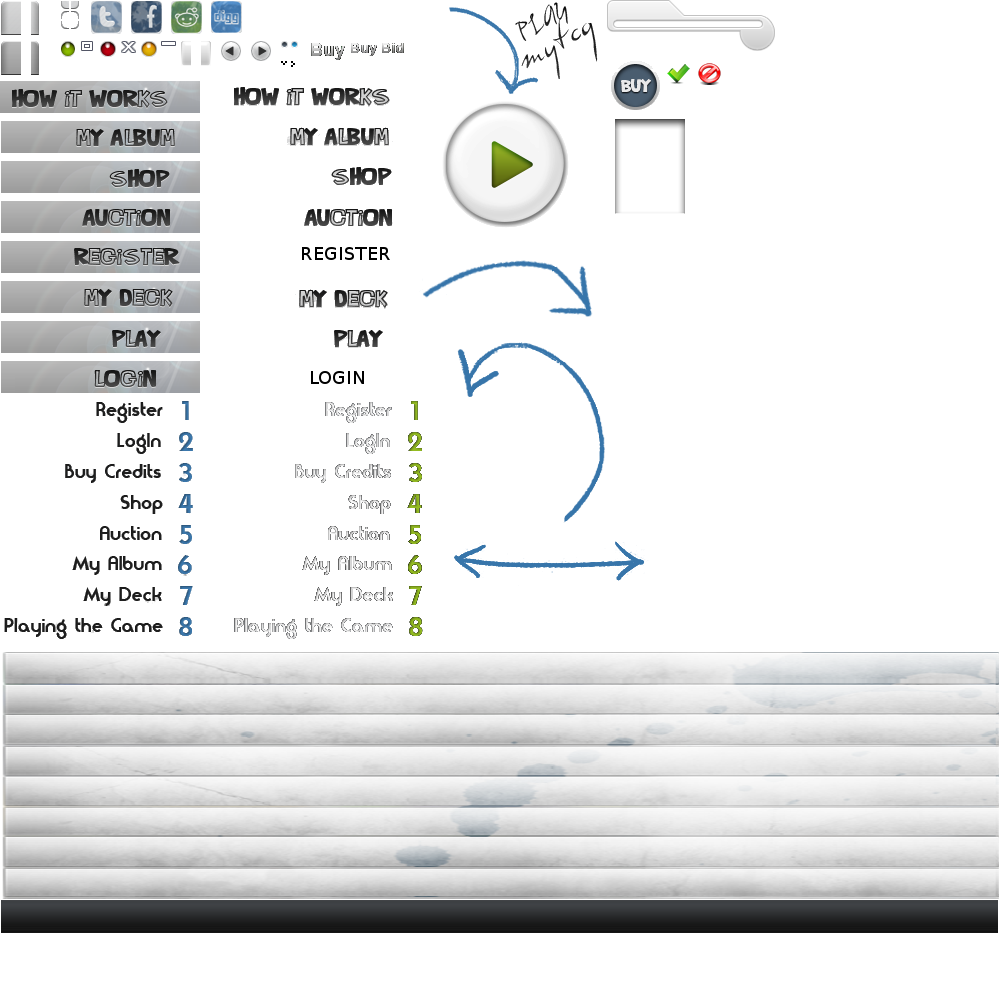 digg
Buy Buy Bid
PLAY
mytcg
BUY
HOW iT WORKS HOW iT WORKS
MY ALBUM MY ALBUM
SHOP SHOP
AUCTiON AUCTiON
REGiSTER REGISTER
MY DECK MY DECK
PLAY PLAY
LOGiN LOGIN
Register 1 Register 1
LogIn 2 LogIn 2
Buy Credits 3 Buy Credits 3
Shop 4 Shop 4
Auction 5 Auction 5
My Album 6 My Album 6
My Deck 7 My Deck 7
Playing the Game 8 Playing the Game 8